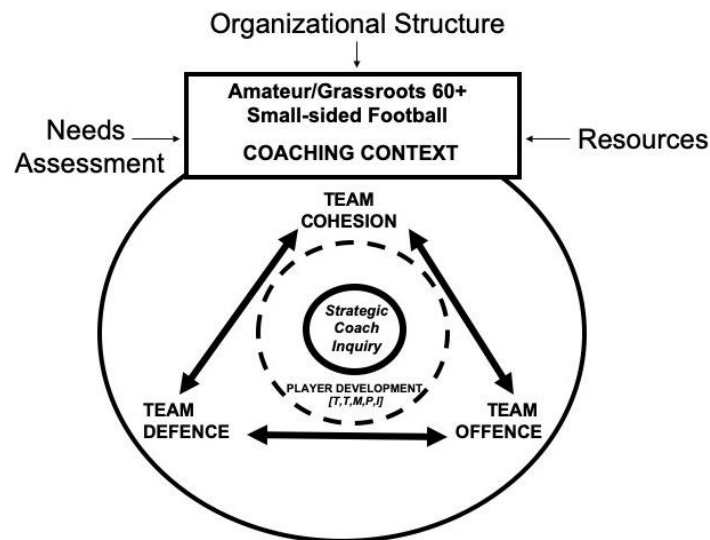 Organizational Structure
Amateur/Grassroots 60+
Small-sided Football
COACHING CONTEXT
Needs
Assessment
Resources
TEAM
COHESION
Strategic
Coach
Inquiry
PLAYER DEVELOPMENT
[T,T,M,P,I]
TEAM
DEFENCE
TEAM
OFFENCE